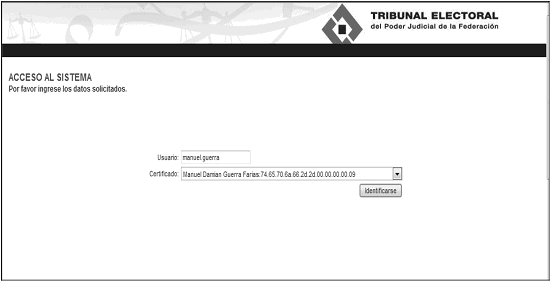 TRIBUNAL ELECTORAL
del Poder Judicial de la Federación
ACCESO AL SISTEMA
Por favor ingrese los datos solicitados.
Usuario: manuel.guerra
Certificado: Manuel Damian Guerra Farias:74.65.70.6a.66.2d.2d.00.00.00.00.09
Identificarse